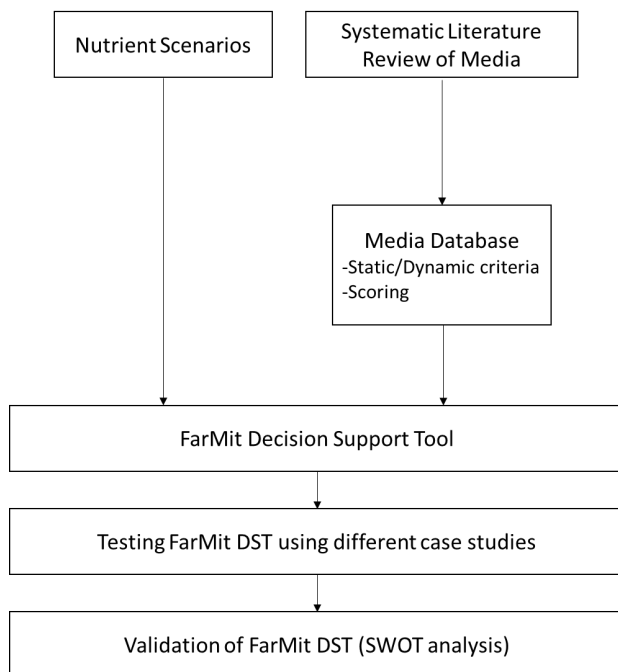 Nutrient Scenarios
Systematic Literature
Review of Media
Media Database
-Static/Dynamic criteria
-Scoring
FarMit Decision Support Tool
Testing FarMit DST using different case studies
Validation of FarMit DST (SWOT analysis)